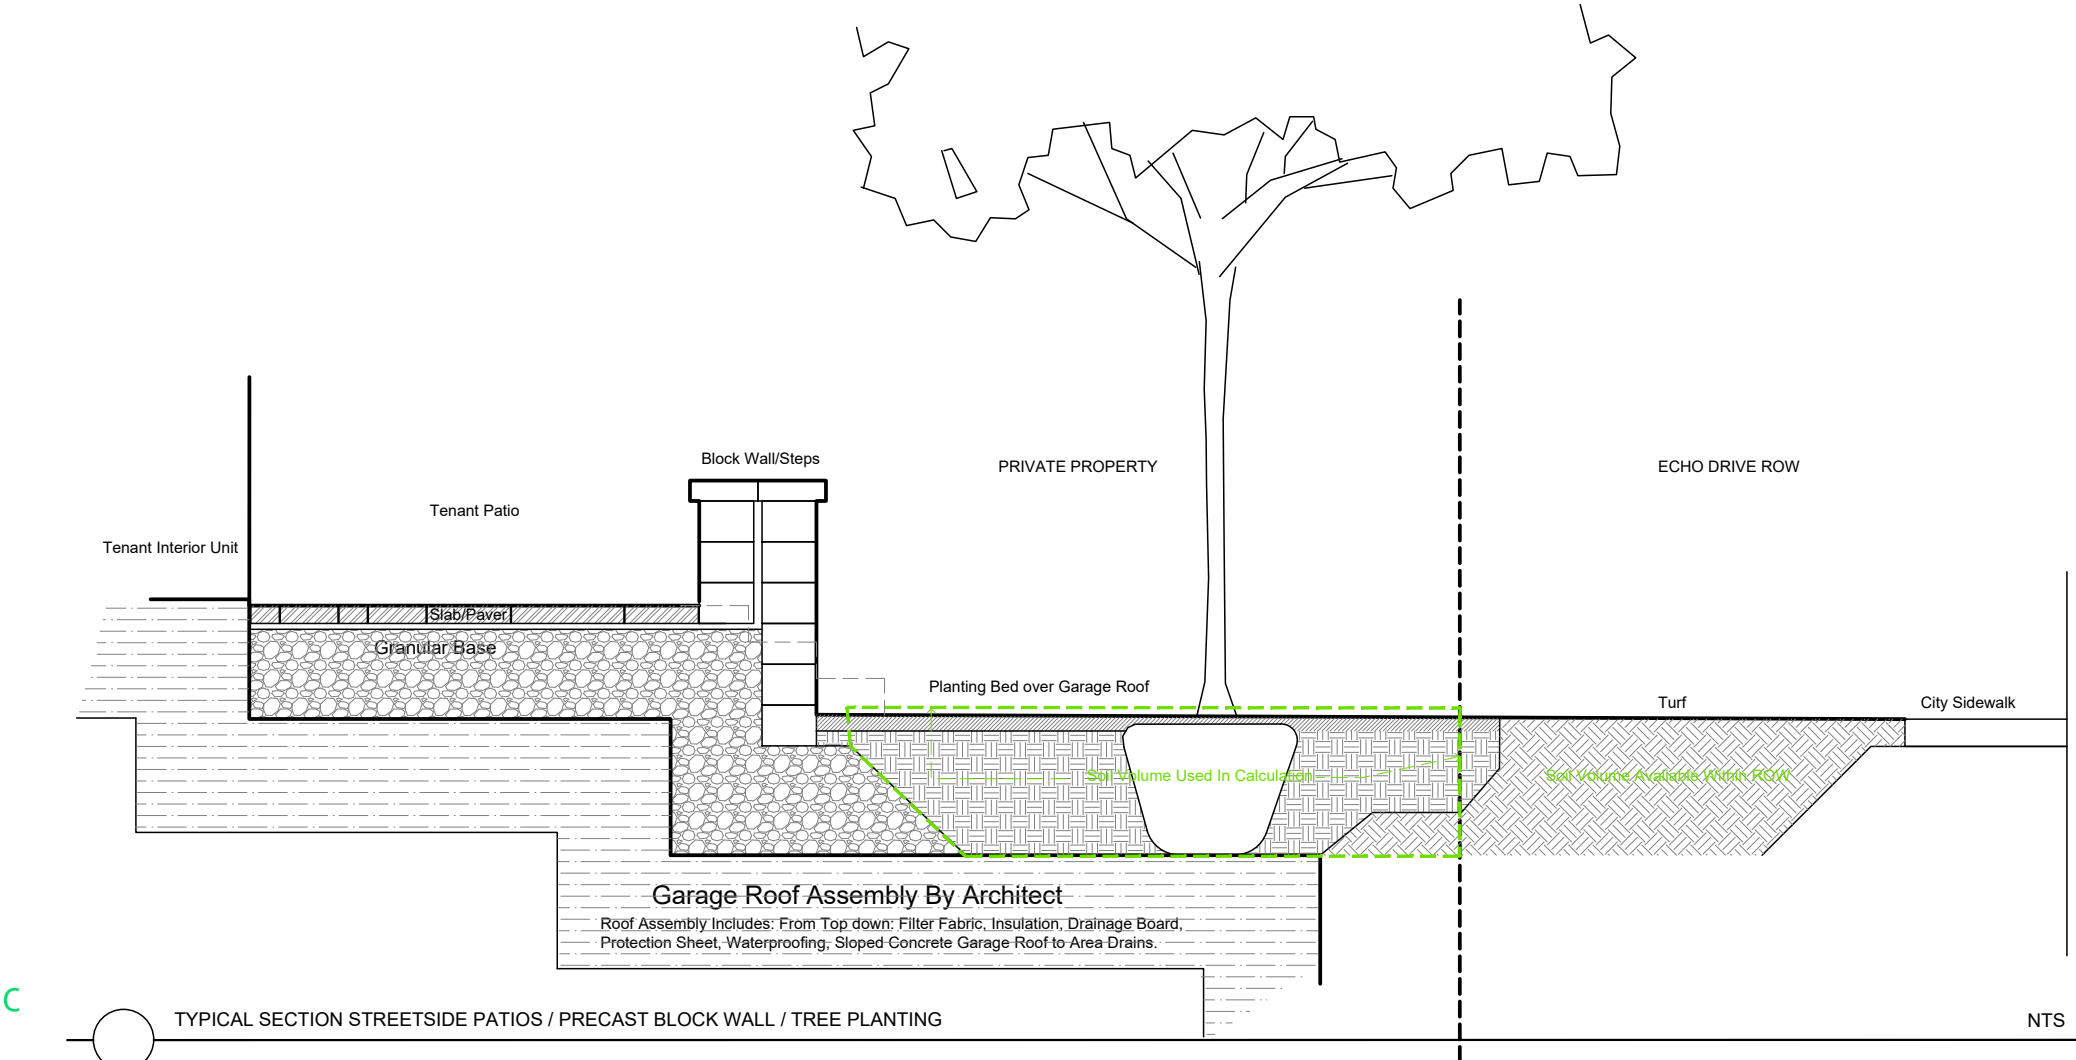 Block Wall/Steps
PRIVATE PROPERTY
ECHO DRIVE ROW
Tenant Patio
Tenant Interior Unit
Slab/Paver
Granular Base
Planting Bed over Garage Roof
Turf
City Sidewalk
Soil Volume Used In Calculation
Soil Volume Available Within ROW
Garage Roof Assembly By Architect
Roof Assembly Includes: From Top down: Filter Fabric, Insulation, Drainage Board,
Protection Sheet, Waterproofing, Sloped Concrete Garage Roof to Area Drains.
C
TYPICAL SECTION STREETSIDE PATIOS / PRECAST BLOCK WALL / TREE PLANTING
NTS